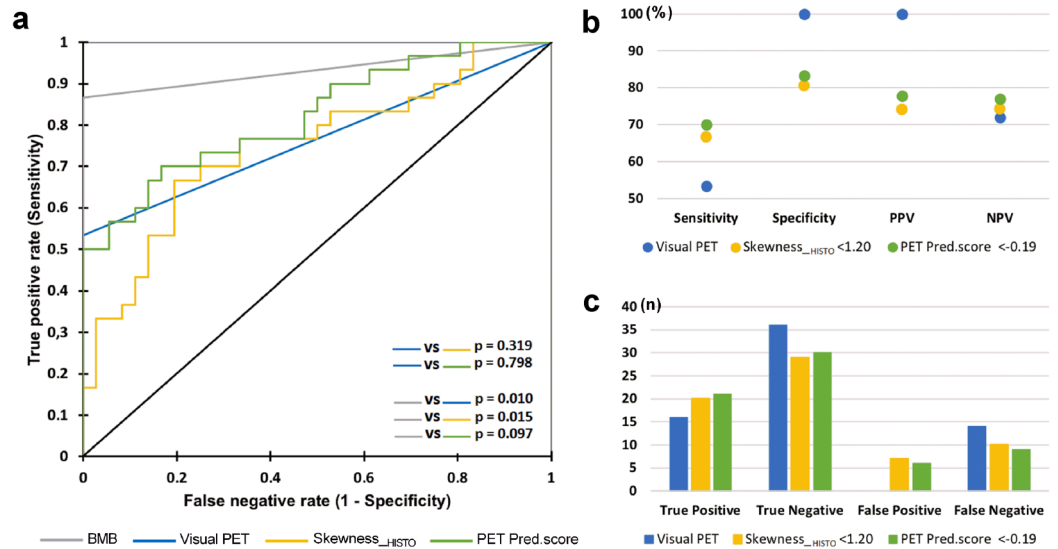 a
True positive rate (Sensitivity)
1
0.9
0.8
0.7
0.6
0.5
0.4
0.3
0,2
0.1
0
0
0.2
0.4
0.6
0.8
1
False negative rate (1 - Specificity)
vs p = 0.319
vs p = 0.798
vs p = 0.010
vs p = 0.015
vs p = 0.097
BMB Visual PET Skewness_HISTO PET Pred.score
b
(%)
100
90
80
70
60
50
Sensitivity Specificity PPV NPV
Visual PET Skewness_HISTO <1.20 PET Pred.score <-0.19
c
(n)
40
35
30
25
20
15
10
5
0
True Positive True Negative False Positive False Negative
Visual PET Skewness_HISTO <1.20 PET Pred.score <-0.19